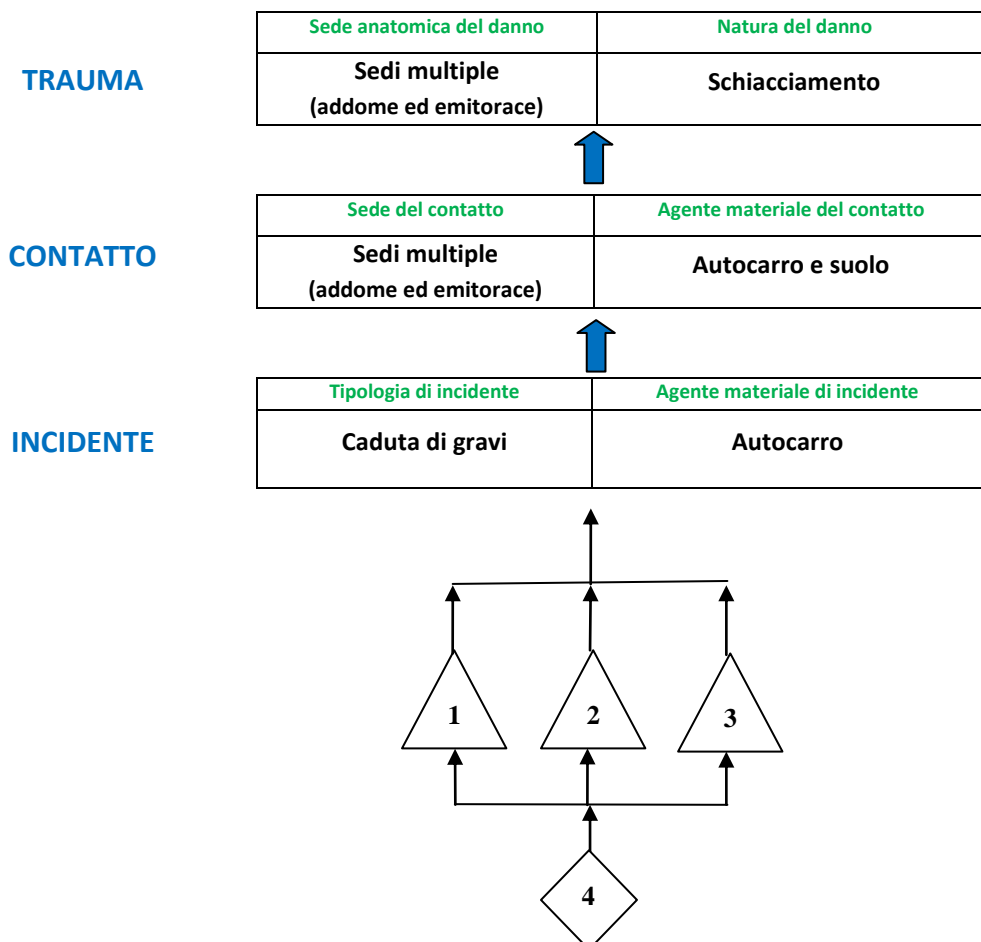 Sede anatomica del danno
Natura del danno
TRAUMA
Sedi multiple
(addome ed emitorace)
Schiacciamento
Sede del contatto
Agente materiale del contatto
CONTATTO
Sedi multiple
(addome ed emitorace)
Autocarro e suolo
Tipologia di incidente
Agente materiale di incidente
INCIDENTE
Caduta di gravi
Autocarro
1
2
3
4